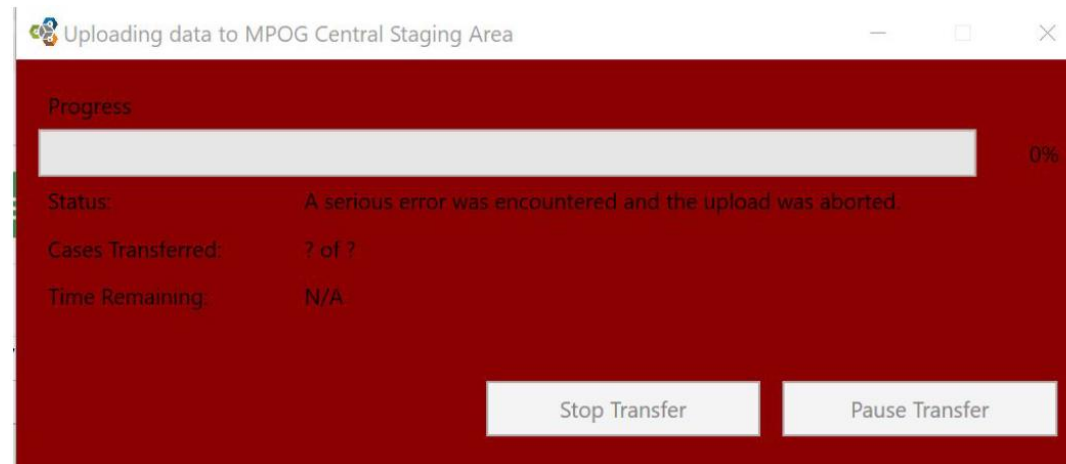 Uploading data to MPOG Central Staging Area
Progress
0%
Status: A serious error was encountered and the upload was aborted.
Cases Transferred: ? of ?
Time Remaining: N/A
Stop Transfer Pause Transfer